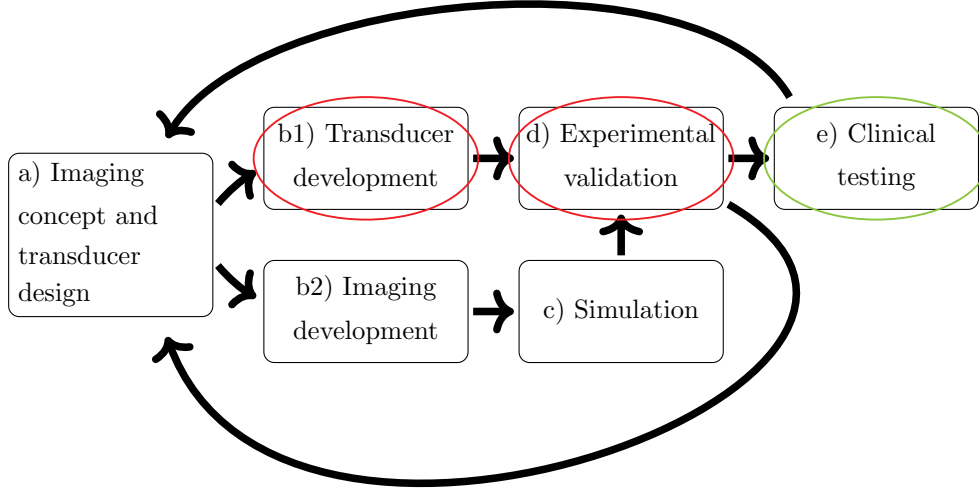 a) Imaging
concept and
transducer
design
b1) Transducer
development
b2) Imaging
development
c) Simulation
d) Experimental
validation
e) Clinical
testing